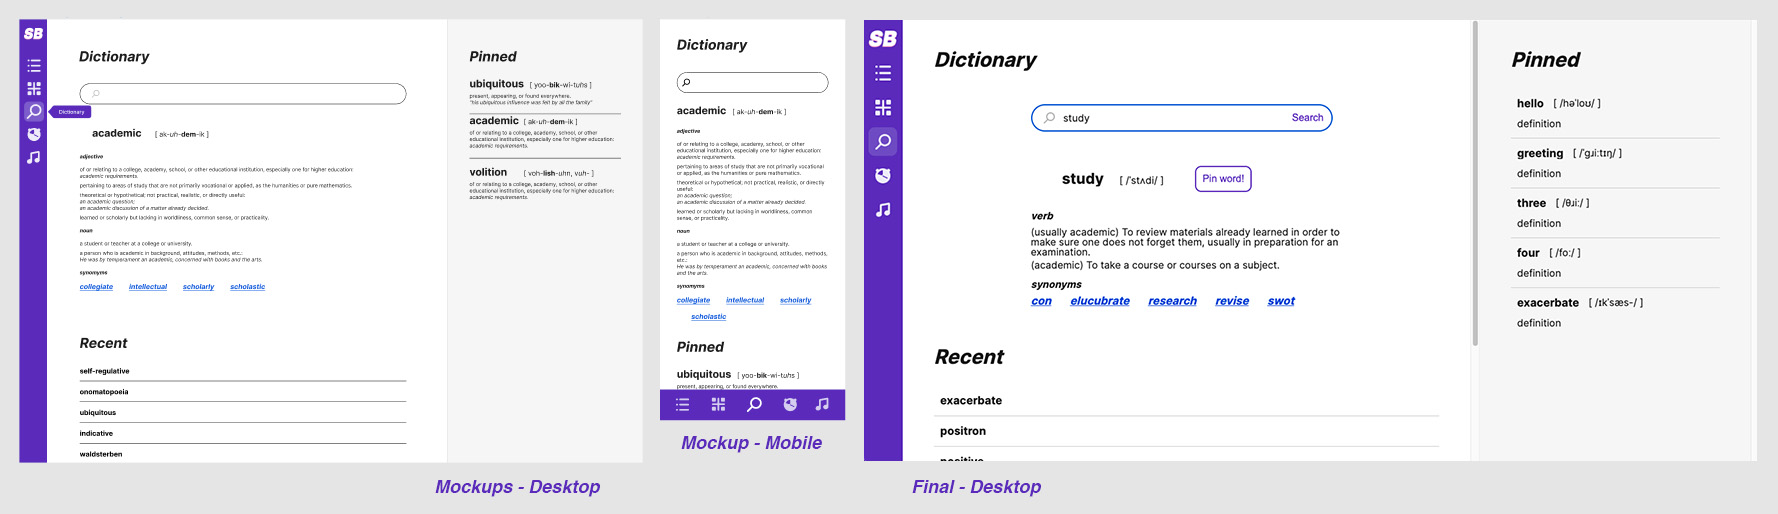 SB
Dictionary
Dictionary
academic [ ak-uh-dem-ik ]
adjective
of or relating to a college, academy, school, or other educational institution, especially one for higher education:
academic requirements.
pertaining to areas of study that are not primarily vocational or applied, as the humanities or pure mathematics.
theoretical or hypothetical; not practical, realistic, or directly useful:
an academic question;
an academic discussion of a matter already decided.
learned or scholarly but lacking in worldliness, common sense, or practicality.
noun
a student or teacher at a college or university.
a person who is academic in background, attitudes, methods, etc.:
He was by temperament an academic, concerned with books and the arts.
synonyms
collegiate intellectual scholarly scholastic
Recent
self-regulative
onomatopoeia
ubiquitous
indicative
waldsterben
Pinned
ubiquitous [ yoo-bik-wi-tuhs ]
present, appearing, or found everywhere.
"his ubiquitous influence was felt by all the family"
academic [ ak-uh-dem-ik ]
of or relating to a college, academy, school, or other
educational institution, especially one for higher education:
academic requirements.
volition [ voh-lish-uhn, vuh- ]
of or relating to a college, academy, school, or other
educational institution, especially one for higher education:
academic requirements.
Mockups - Desktop
Dictionary
academic [ ak-uh-dem-ik ]
adjective
of or relating to a college, academy, school, or other
educational institution, especially one for higher education:
academic requirements.
pertaining to areas of study that are not primarily vocational
or applied, as the humanities or pure mathematics.
theoretical or hypothetical; not practical, realistic, or directly
useful:
an academic question;
an academic discussion of a matter already decided.
learned or scholarly but lacking in worldliness, common
sense, or practicality.
noun
a student or teacher at a college or university.
a person who is academic in background, attitudes, methods,
etc.:
He was by temperament an academic, concerned with books
and the arts.
synonyms
collegiate intellectual scholarly
scholastic
Pinned
ubiquitous [ yoo-bik-wi-tuhs ]
present, appearing, or found everywhere.
Mockup - Mobile
SB
Dictionary
study Search
study [ /ˈstʌdi/ ] Pin word!
verb
(usually academic) To review materials already learned in order to
make sure one does not forget them, usually in preparation for an
examination.
(academic) To take a course or courses on a subject.
synonyms
con elucubrate research revise swot
Recent
exacerbate
positron
positive
Pinned
hello [ /həˈloʊ/ ]
definition
greeting [ /ˈɡɹiːtɪŋ/ ]
definition
three [ /θɹiː/ ]
definition
four [ /foː/ ]
definition
exacerbate [ /ɪkˈsæs-/ ]
definition
Final - Desktop